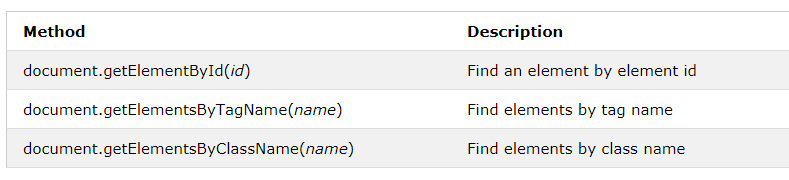 Method Description
document.getElementById(id) Find an element by element id
document.getElementsByTagName(name) Find elements by tag name
document.getElementsByClassName(name) Find elements by class name